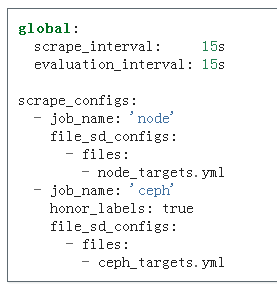 global:
  scrape_interval:     15s
  evaluation_interval: 15s

scrape_configs:
  - job_name: 'node'
    file_sd_configs:
      - files:
        - node_targets.yml
  - job_name: 'ceph'
    honor_labels: true
    file_sd_configs:
      - files:
        - ceph_targets.yml